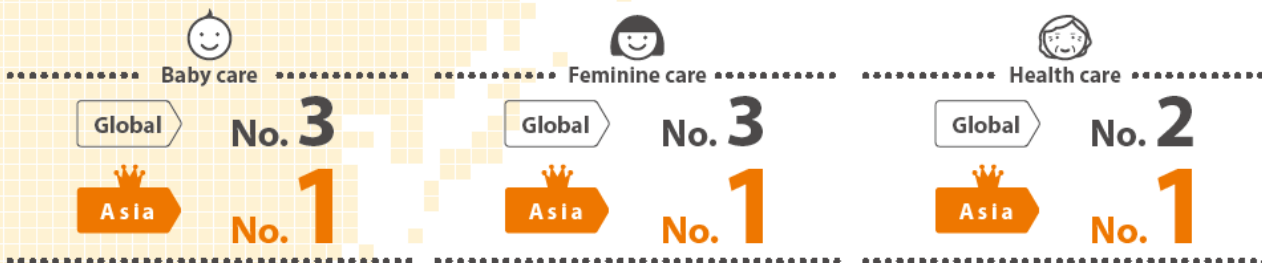 Baby care
Global No. 3
Asia No. 1
Feminine care
Global No. 3
Asia No. 1
Health care
Global No. 2
Asia No. 1